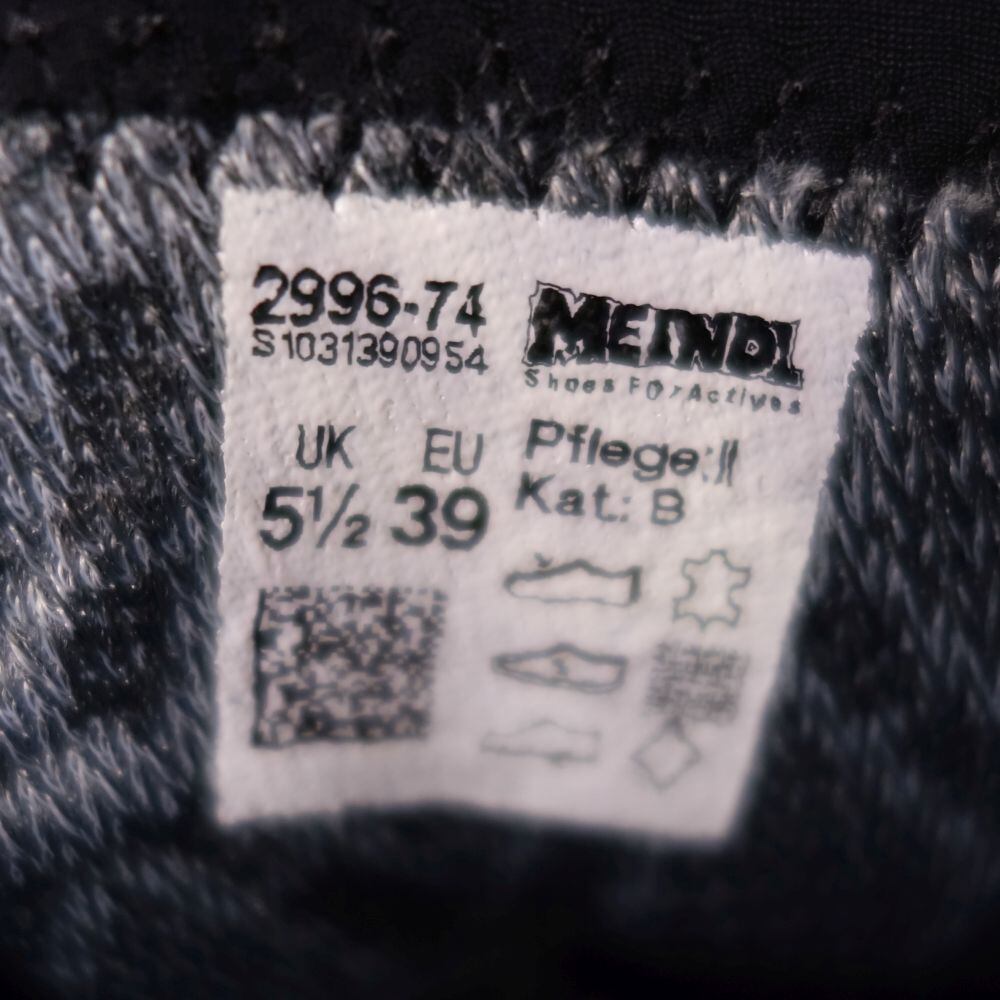 2996-74
S1031390954
UK EU
5½ 39
MEINDL
Shoes FOr Actives
Pflege: II
Kat.: B